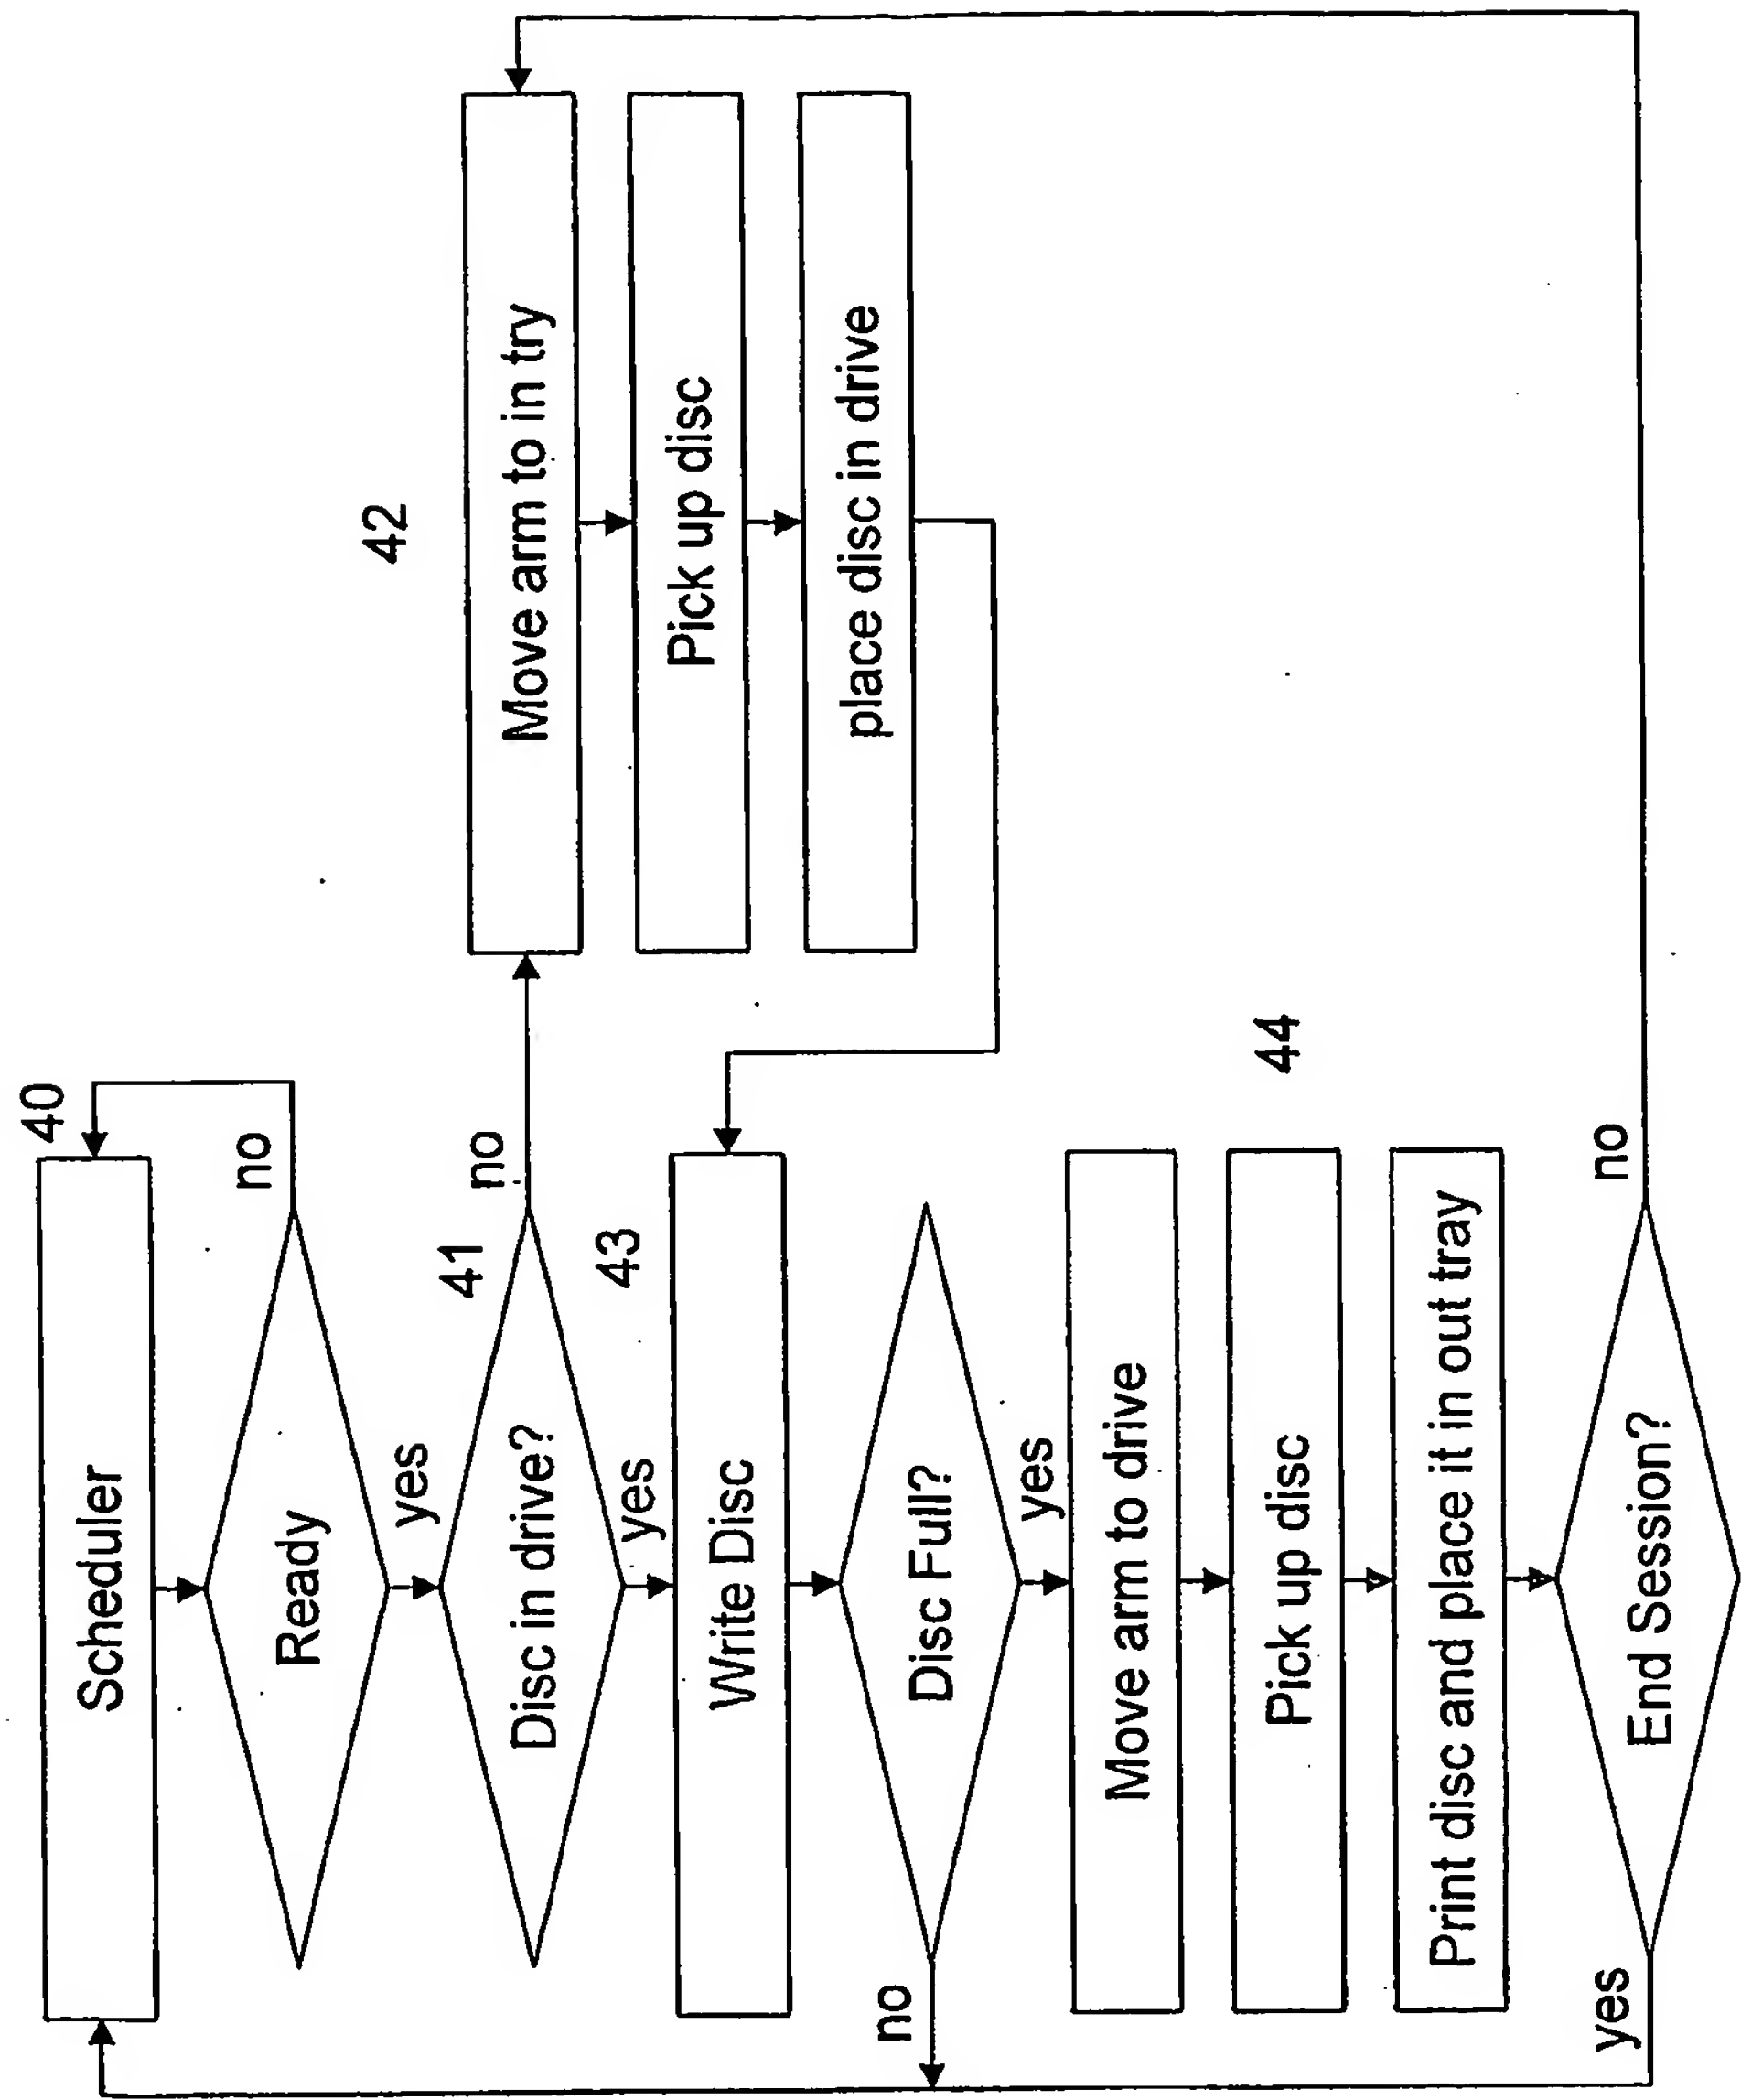 Scheduler
40
Ready
no
yes
Disc in drive?
41
no
yes
42
Move arm to in try
Pick up disc
place disc in drive
43
Write Disc
Disc Full?
no
yes
Move arm to drive
44
Pick up disc
Print disc and place it in out tray
End Session?
yes
no